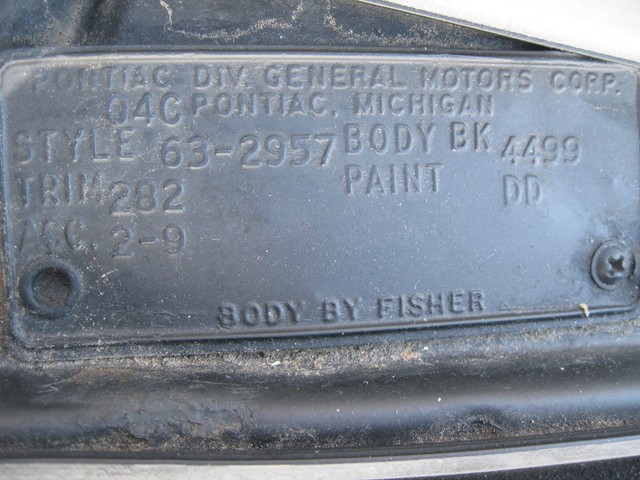 PONTIAC DIV. GENERAL MOTORS CORP.
04C PONTIAC, MICHIGAN
STYLE 63-2957 BODY BK 4499
TRIM 282 PAINT DD
ACC. 2-9
BODY BY FISHER